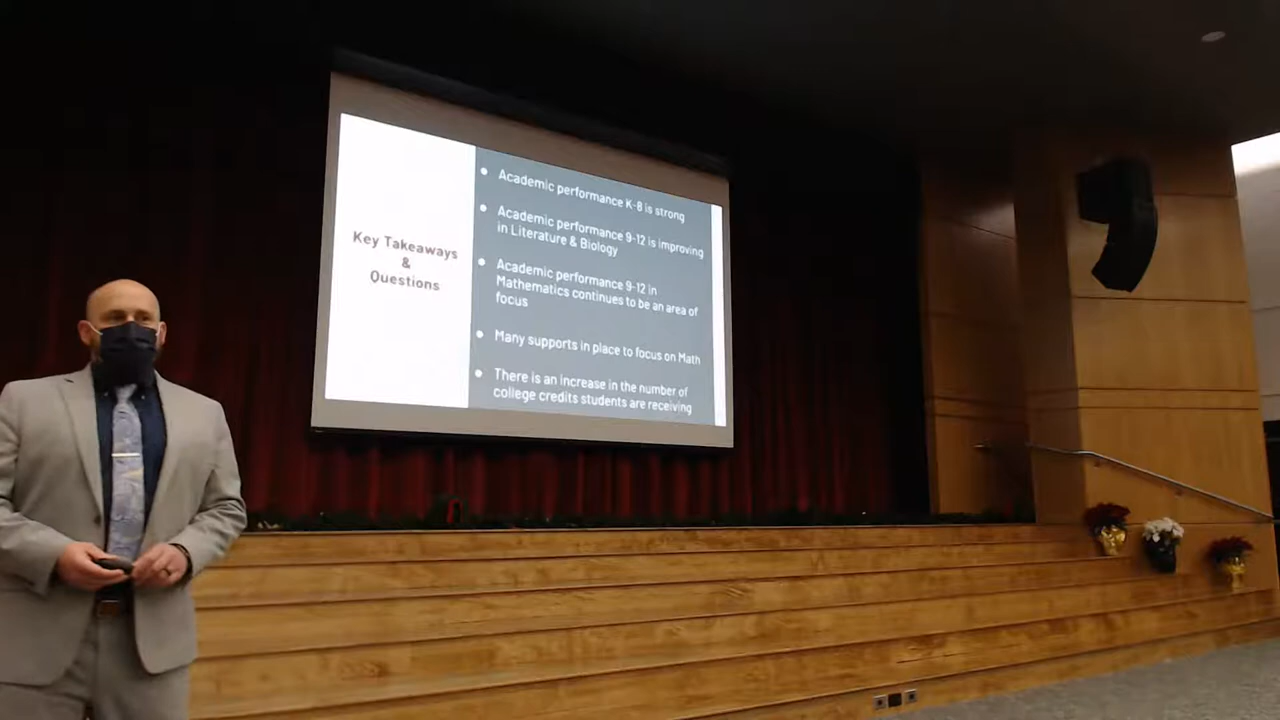 Key Takeaways
&
Questions
● Academic performance K-8 is strong
● Academic performance 9-12 is improving
in Literature & Biology
● Academic performance 9-12 in
Mathematics continues to be an area of
focus
● Many supports in place to focus on Math
● There is an increase in the number of
college credits students are receiving